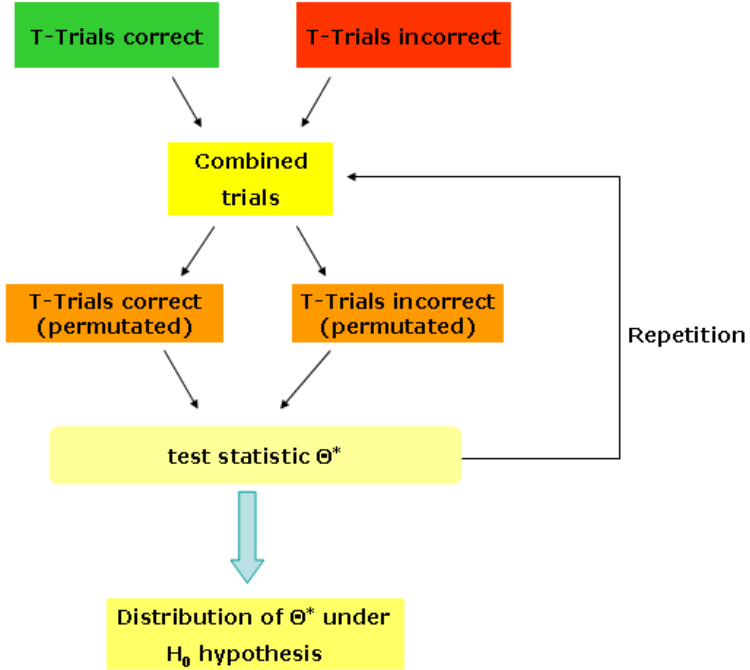 T-Trials correct
T-Trials incorrect
Combined
trials
T-Trials correct
(permutated)
T-Trials incorrect
(permutated)
Repetition
test statistic Θ*
Distribution of Θ* under
H₀ hypothesis